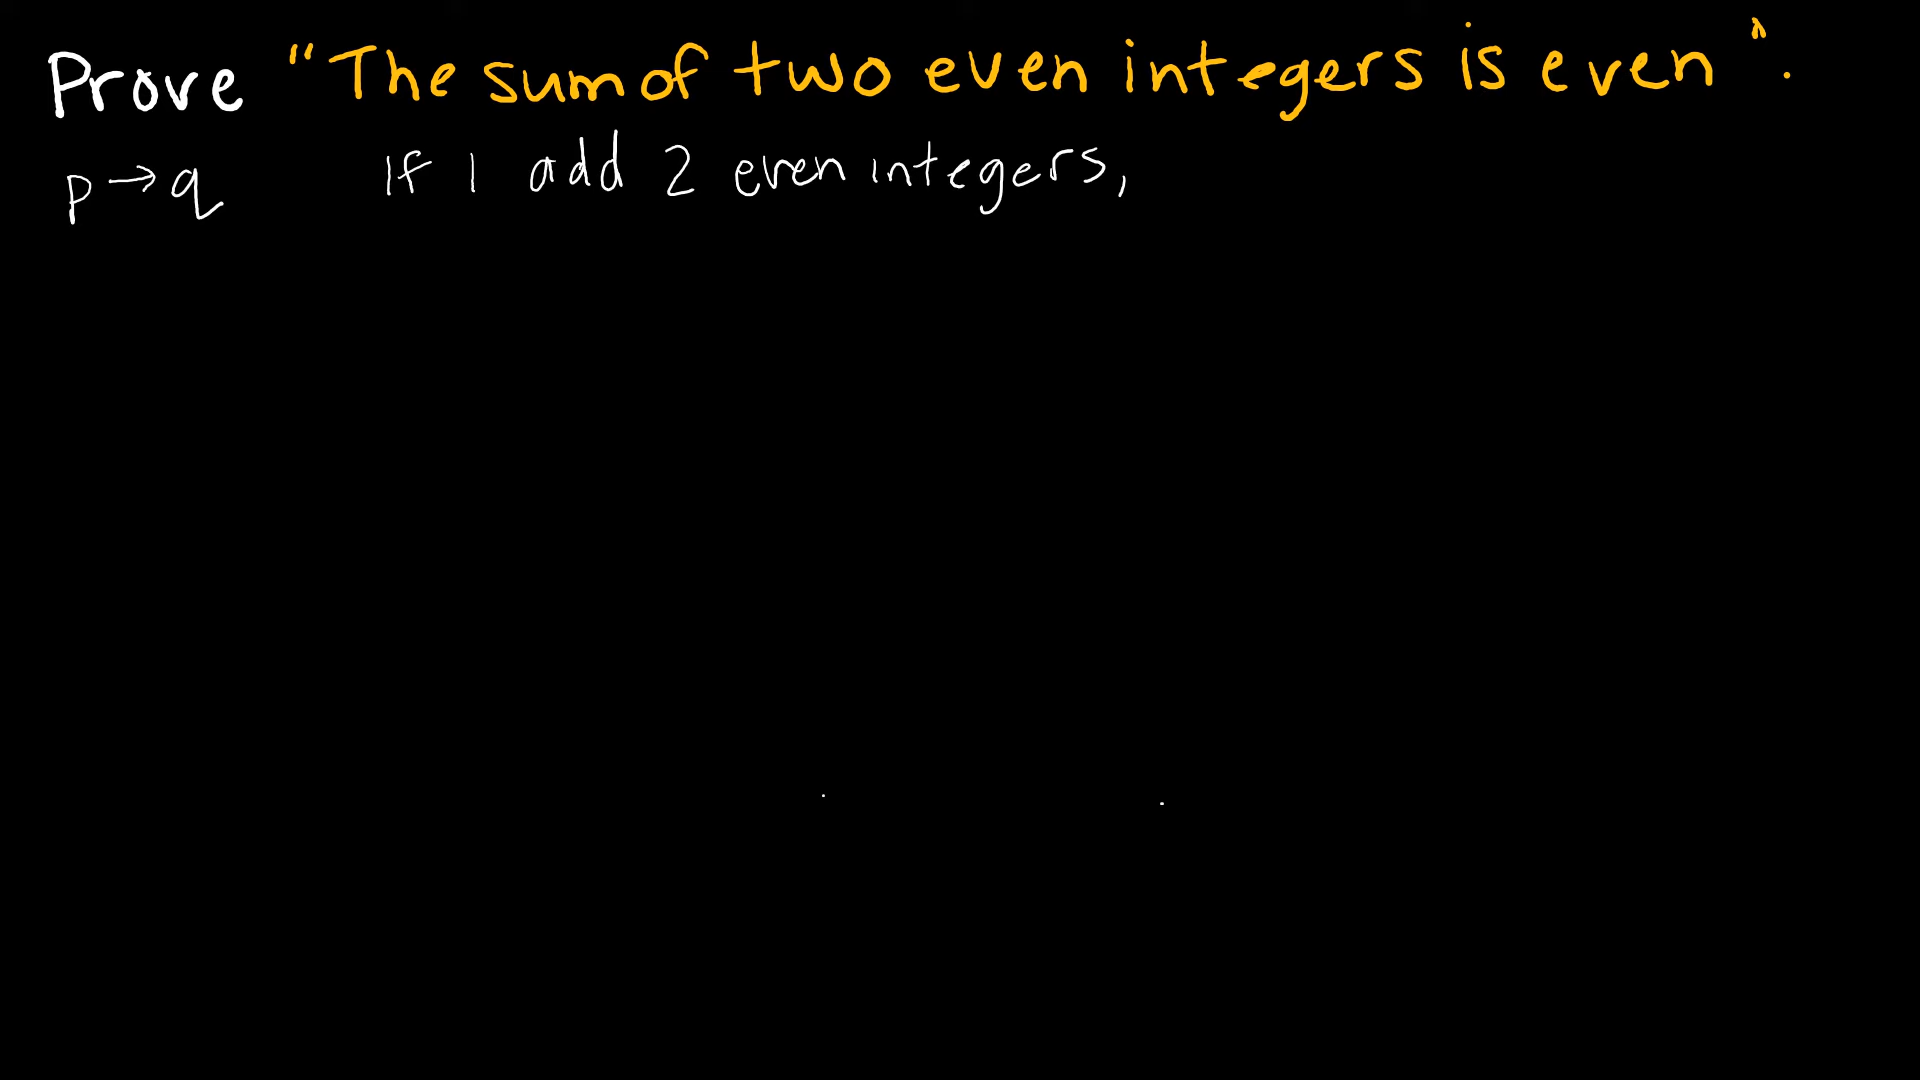 Prove "The sum of two even integers is even".
p→q If I add 2 even integers,